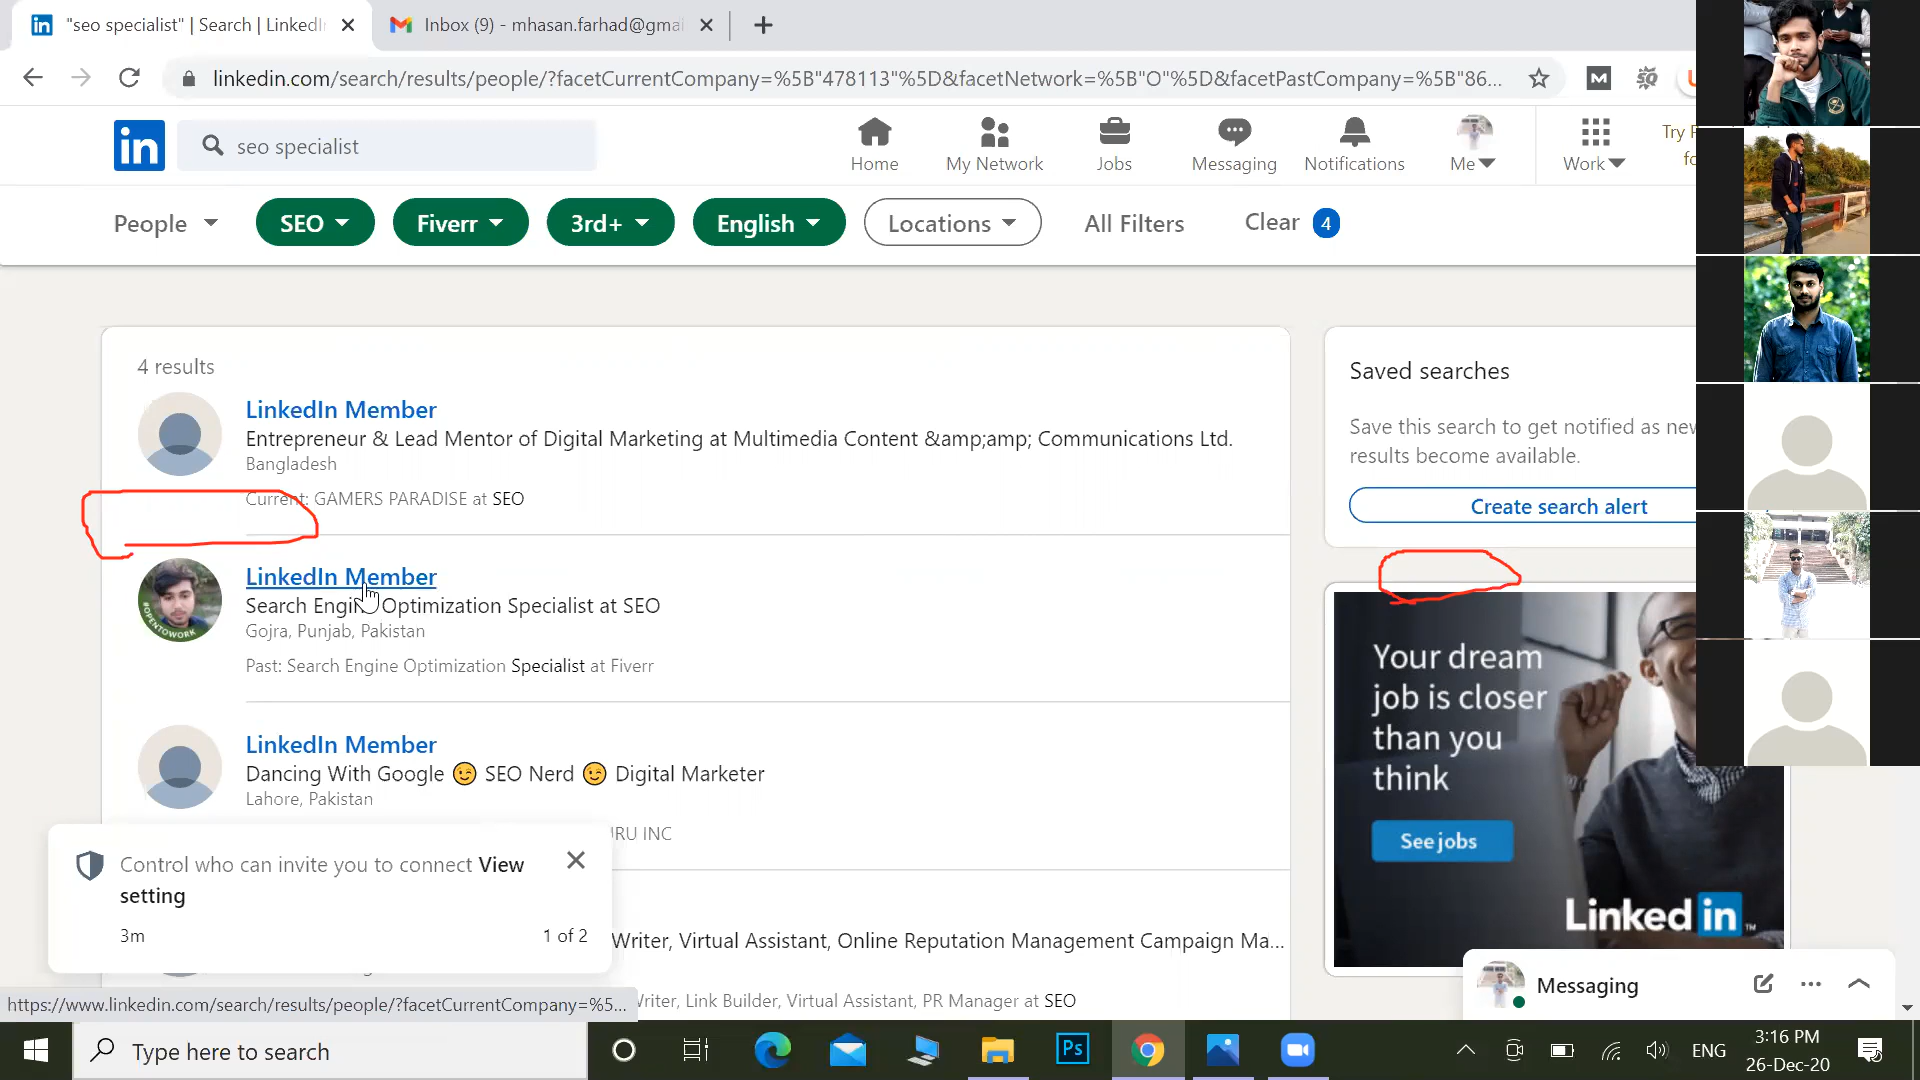 "seo specialist" | Search | LinkedIn
Inbox (9) - mhasan.farhad@gmai
linkedin.com/search/results/people/?facetCurrentCompany=%5B"478113"%5D&facetNetwork=%5B"O"%5D&facetPastCompany=%5B"86...
in
seo specialist
Home
My Network
Jobs
Messaging
Notifications
Me
Work
Try
People
SEO
Fiverr
3rd+
English
Locations
All Filters
Clear 4
4 results
LinkedIn Member
Entrepreneur & Lead Mentor of Digital Marketing at Multimedia Content &amp;amp; Communications Ltd.
Bangladesh
Current: GAMERS PARADISE at SEO
LinkedIn Member
Search Engine Optimization Specialist at SEO
Gojra, Punjab, Pakistan
Past: Search Engine Optimization Specialist at Fiverr
#OPENTOWORK
LinkedIn Member
Dancing With Google 😉 SEO Nerd 😉 Digital Marketer
Lahore, Pakistan
RU INC
Writer, Virtual Assistant, Online Reputation Management Campaign Ma...
Writer, Link Builder, Virtual Assistant, PR Manager at SEO
Control who can invite you to connect View
setting
3m
1 of 2
https://www.linkedin.com/search/results/people/?facetCurrentCompany=%5...
Saved searches
Save this search to get notified as new
results become available.
Create search alert
Your dream
job is closer
than you
think
See jobs
Linked in
Messaging
Type here to search
Ps
ENG
3:16 PM
26-Dec-20